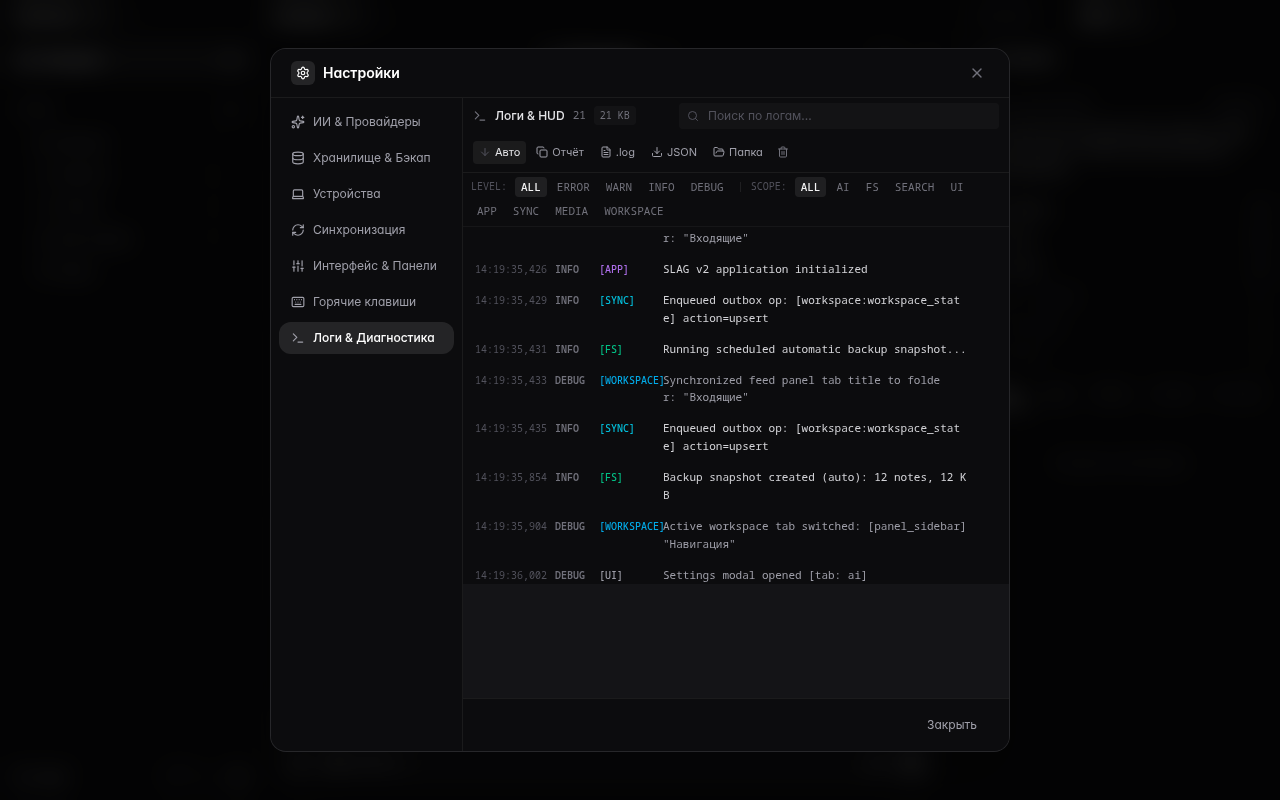 Настройки
ИИ & Провайдеры
Хранилище & Бэкап
Устройства
Синхронизация
Интерфейс & Панели
Горячие клавиши
Логи & Диагностика
Логи & HUD 21 21 KB Поиск по логам...
Авто Отчёт .log JSON Папка
LEVEL: ALL ERROR WARN INFO DEBUG | SCOPE: ALL AI FS SEARCH UI
APP SYNC MEDIA WORKSPACE
r: "Входящие"
14:19:35,426 INFO [APP] SLAG v2 application initialized
14:19:35,429 INFO [SYNC] Enqueued outbox op: [workspace:workspace_stat
e] action=upsert
14:19:35,431 INFO [FS] Running scheduled automatic backup snapshot...
14:19:35,433 DEBUG [WORKSPACE] Synchronized feed panel tab title to folde
r: "Входящие"
14:19:35,435 INFO [SYNC] Enqueued outbox op: [workspace:workspace_stat
e] action=upsert
14:19:35,854 INFO [FS] Backup snapshot created (auto): 12 notes, 12 K
B
14:19:35,904 DEBUG [WORKSPACE] Active workspace tab switched: [panel_sidebar]
"Навигация"
14:19:36,002 DEBUG [UI] Settings modal opened [tab: ai]
Закрыть